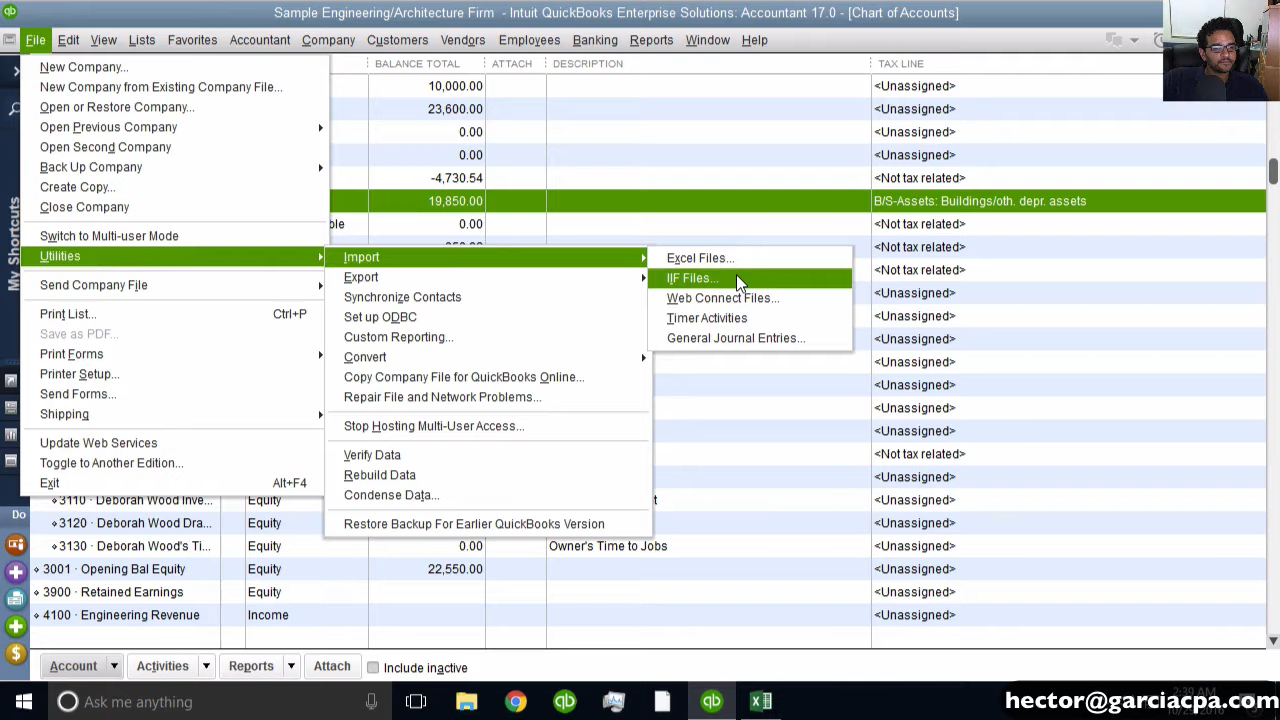 Sample Engineering/Architecture Firm - Intuit QuickBooks Enterprise Solutions: Accountant 17.0 - [Chart of Accounts]
File Edit View Lists Favorites Accountant Company Customers Vendors Employees Banking Reports Window Help
BALANCE TOTAL ATTACH DESCRIPTION TAX LINE
New Company...
New Company from Existing Company File...
Open or Restore Company...
Open Previous Company
Open Second Company
Back Up Company
Create Copy...
Close Company
Switch to Multi-user Mode
Utilities
Send Company File
Print List... Ctrl+P
Save as PDF...
Print Forms
Printer Setup...
Send Forms...
Shipping
Update Web Services
Toggle to Another Edition...
Exit Alt+F4
Import
Export
Synchronize Contacts
Set up ODBC
Custom Reporting...
Convert
Copy Company File for QuickBooks Online...
Repair File and Network Problems...
Stop Hosting Multi-User Access...
Verify Data
Rebuild Data
Condense Data...
Restore Backup For Earlier QuickBooks Version
Excel Files...
IIF Files...
Web Connect Files...
Timer Activities
General Journal Entries...
10,000.00 <Unassigned>
23,600.00 <Unassigned>
0.00 <Unassigned>
0.00 <Unassigned>
-4,730.54 <Not tax related>
19,850.00 B/S-Assets: Buildings/oth. depr. assets
0.00 <Not tax related>
<Not tax related>
<Not tax related>
<Unassigned>
<Unassigned>
<Unassigned>
<Unassigned>
<Unassigned>
<Unassigned>
<Unassigned>
<Not tax related>
<Unassigned>
3110 · Deborah Wood Inve... Equity <Unassigned>
3120 · Deborah Wood Dra... Equity <Unassigned>
3130 · Deborah Wood's Ti... Equity 0.00 Owner's Time to Jobs <Unassigned>
3001 · Opening Bal Equity Equity 22,550.00 <Unassigned>
3900 · Retained Earnings Equity <Unassigned>
4100 · Engineering Revenue Income <Unassigned>
My Shortcuts
Do
Account Activities Reports Attach Include inactive
Ask me anything
2:39 AM
hector@garciacpa.com